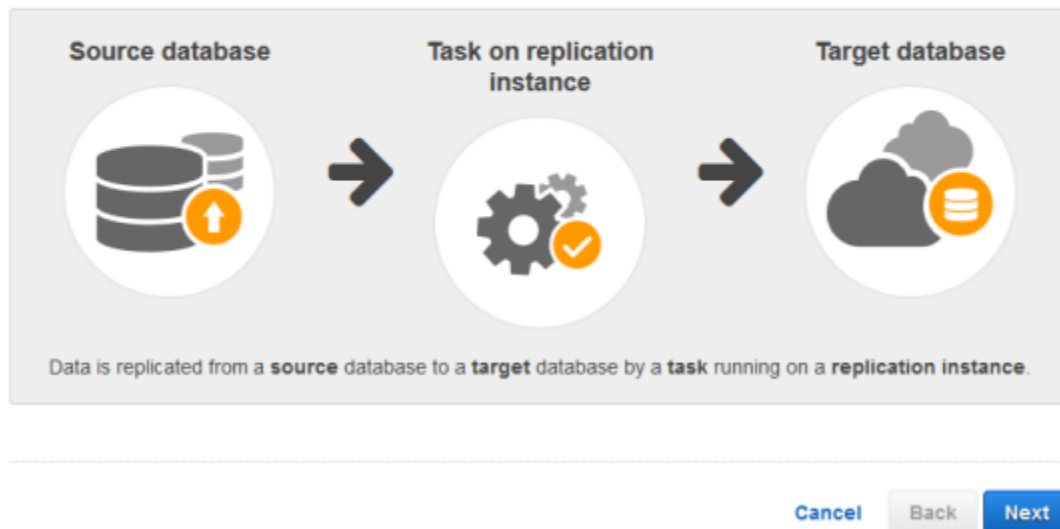 Source database
Task on replication
instance
Target database
Data is replicated from a source database to a target database by a task running on a replication instance.
Cancel
Back
Next